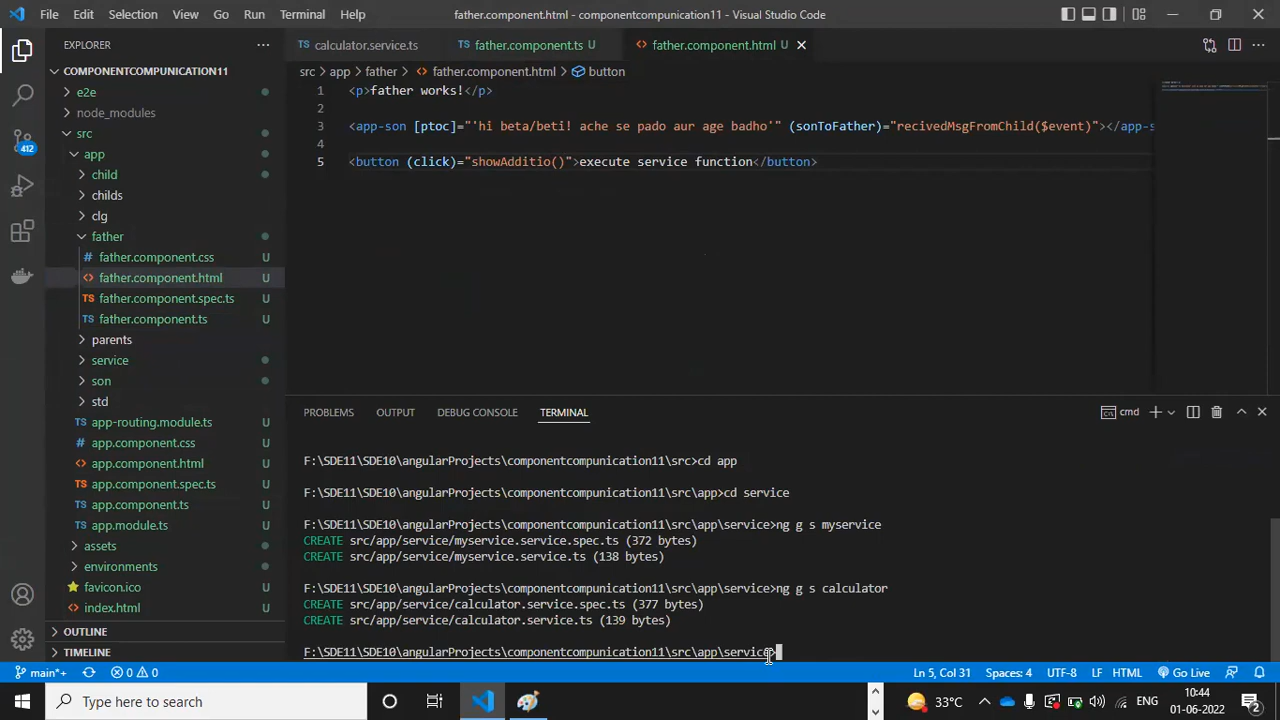 File Edit Selection View Go Run Terminal Help father.component.html - componentcompunication11 - Visual Studio Code
EXPLORER
COMPONENTCOMPUNICATION11
e2e
node_modules
src
app
child
childs
clg
father
father.component.css U
father.component.html U
father.component.spec.ts U
father.component.ts U
parents
service
son
std
app-routing.module.ts U
app.component.css U
app.component.html U
app.component.spec.ts U
app.component.ts U
app.module.ts U
assets
environments
favicon.ico U
index.html U
OUTLINE
TIMELINE
412
calculator.service.ts U father.component.ts U father.component.html U
src > app > father > father.component.html > button
1 <p>father works!</p>
2
3 <app-son [ptoc]="'hi beta/beti! ache se pado aur age badho'" (sonToFather)="recivedMsgFromChild($event)"></app-s
4
5 <button (click)="showAdditio()">execute service function</button>
PROBLEMS OUTPUT DEBUG CONSOLE TERMINAL cmd
F:\SDE11\SDE10\angularProjects\componentcompunication11\src>cd app
F:\SDE11\SDE10\angularProjects\componentcompunication11\src\app>cd service
F:\SDE11\SDE10\angularProjects\componentcompunication11\src\app\service>ng g s myservice
CREATE src/app/service/myservice.service.spec.ts (372 bytes)
CREATE src/app/service/myservice.service.ts (138 bytes)
F:\SDE11\SDE10\angularProjects\componentcompunication11\src\app\service>ng g s calculator
CREATE src/app/service/calculator.service.spec.ts (377 bytes)
CREATE src/app/service/calculator.service.ts (139 bytes)
F:\SDE11\SDE10\angularProjects\componentcompunication11\src\app\service>
main*+ 0 0 Ln 5, Col 31 Spaces: 4 UTF-8 LF HTML Go Live
Type here to search 33°C ENG 10:44
01-06-2022 2